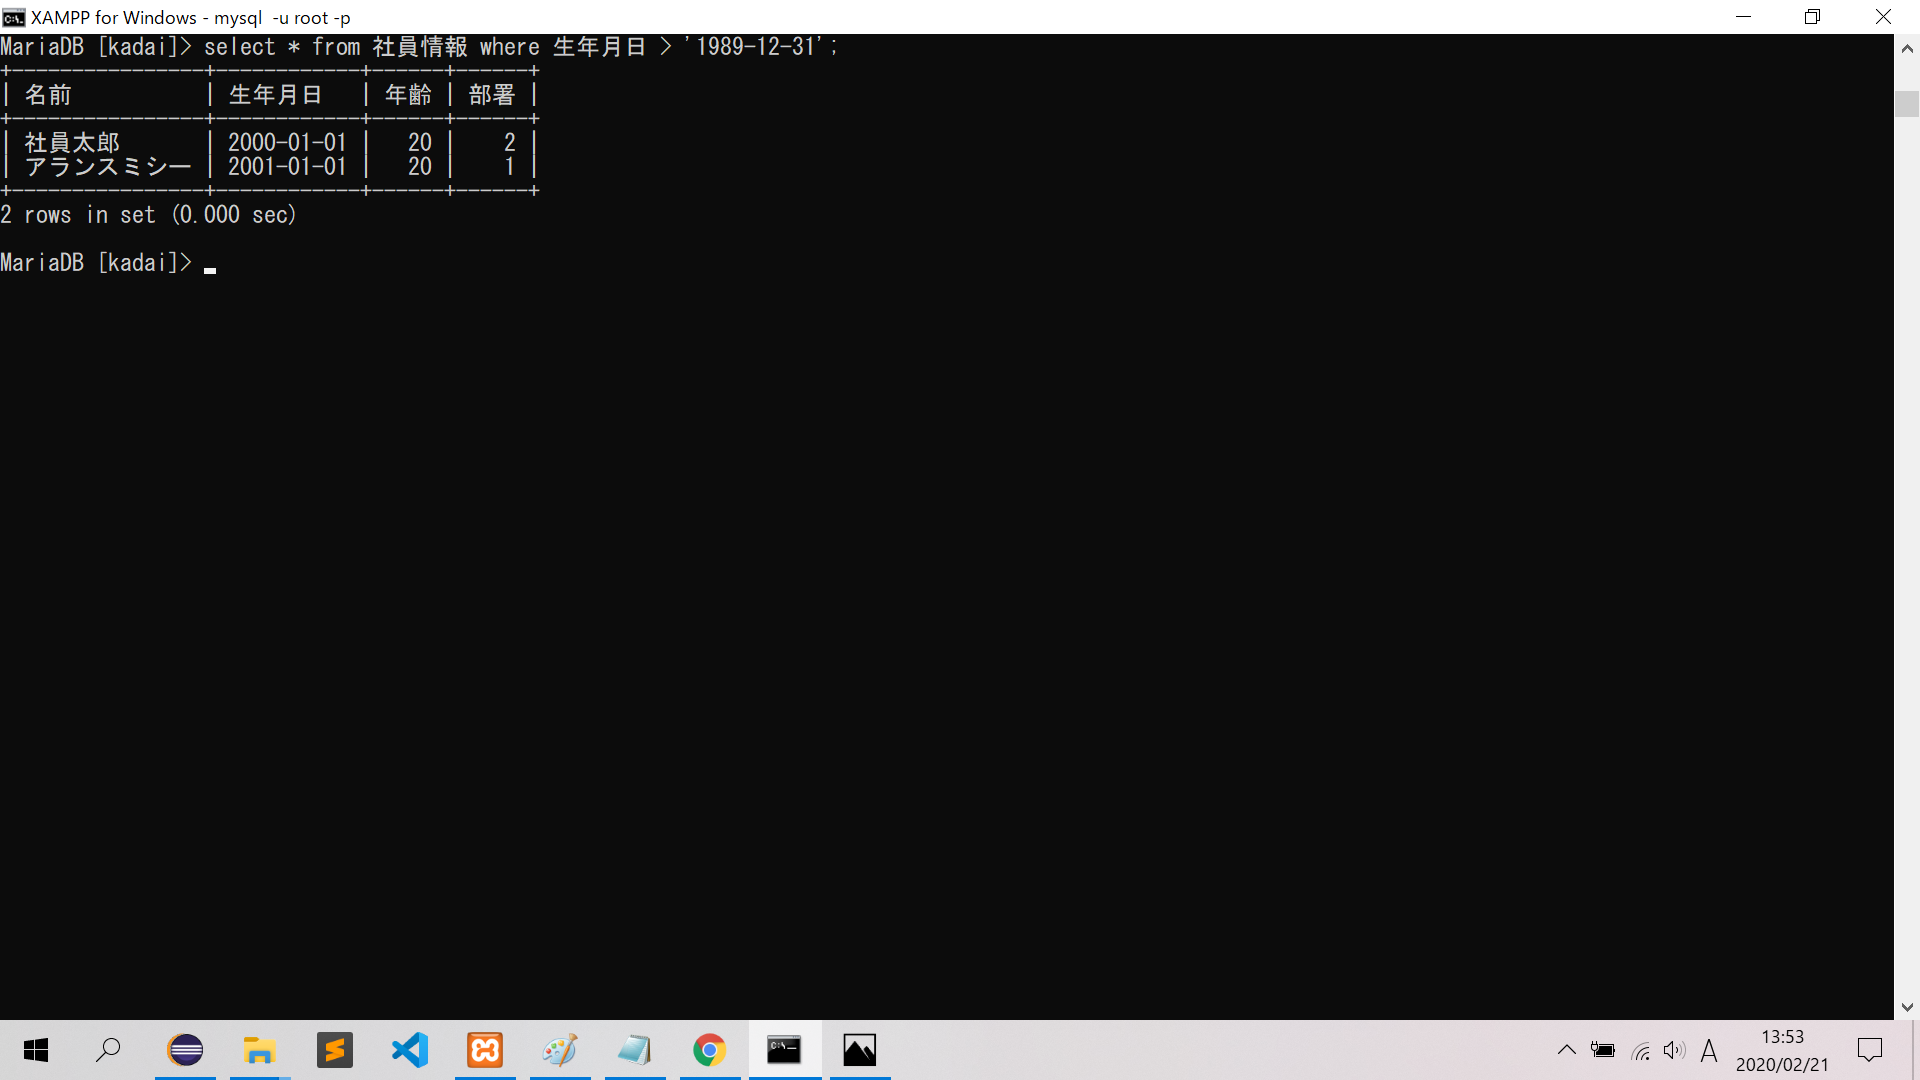 XAMPP for Windows - mysql  -u root -p
MariaDB [kadai]> select * from 社員情報 where 生年月日 > '1989-12-31';
+----------------+------------+------+------+
| 名前           | 生年月日   | 年齢 | 部署 |
+----------------+------------+------+------+
| 社員太郎       | 2000-01-01 |   20 |    2 |
| アランスミシー | 2001-01-01 |   20 |    1 |
+----------------+------------+------+------+
2 rows in set (0.000 sec)
MariaDB [kadai]>
A
13:53
2020/02/21